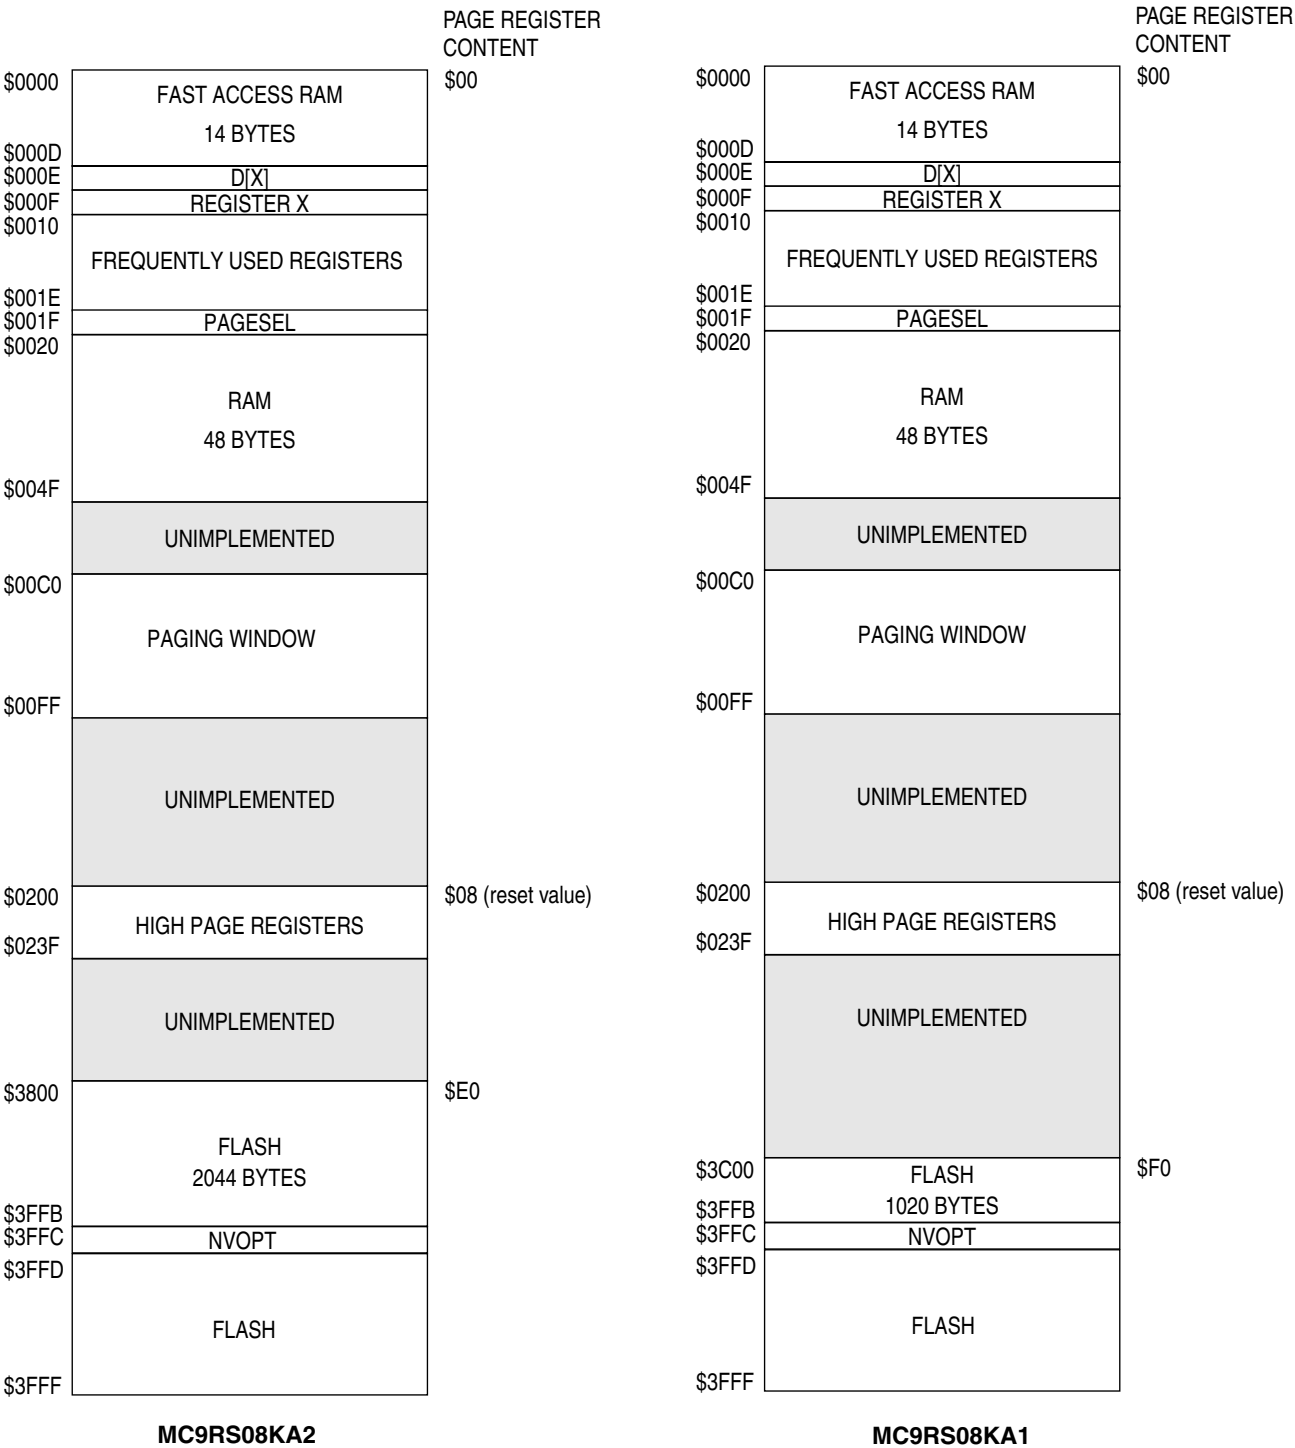 PAGE REGISTER
CONTENT
$0000
FAST ACCESS RAM
$00
14 BYTES
$000D
$000E
D[X]
$000F
REGISTER X
$0010
FREQUENTLY USED REGISTERS
$001E
$001F
PAGESEL
$0020
RAM
48 BYTES
$004F
UNIMPLEMENTED
$00C0
PAGING WINDOW
$00FF
UNIMPLEMENTED
$0200
$08 (reset value)
HIGH PAGE REGISTERS
$023F
UNIMPLEMENTED
$3800
$E0
FLASH
2044 BYTES
$3FFB
$3FFC
NVOPT
$3FFD
FLASH
$3FFF
MC9RS08KA2
PAGE REGISTER
CONTENT
$0000
FAST ACCESS RAM
$00
14 BYTES
$000D
$000E
D[X]
$000F
REGISTER X
$0010
FREQUENTLY USED REGISTERS
$001E
$001F
PAGESEL
$0020
RAM
48 BYTES
$004F
UNIMPLEMENTED
$00C0
PAGING WINDOW
$00FF
UNIMPLEMENTED
$0200
$08 (reset value)
HIGH PAGE REGISTERS
$023F
UNIMPLEMENTED
$3C00
$F0
FLASH
1020 BYTES
$3FFB
$3FFC
NVOPT
$3FFD
FLASH
$3FFF
MC9RS08KA1